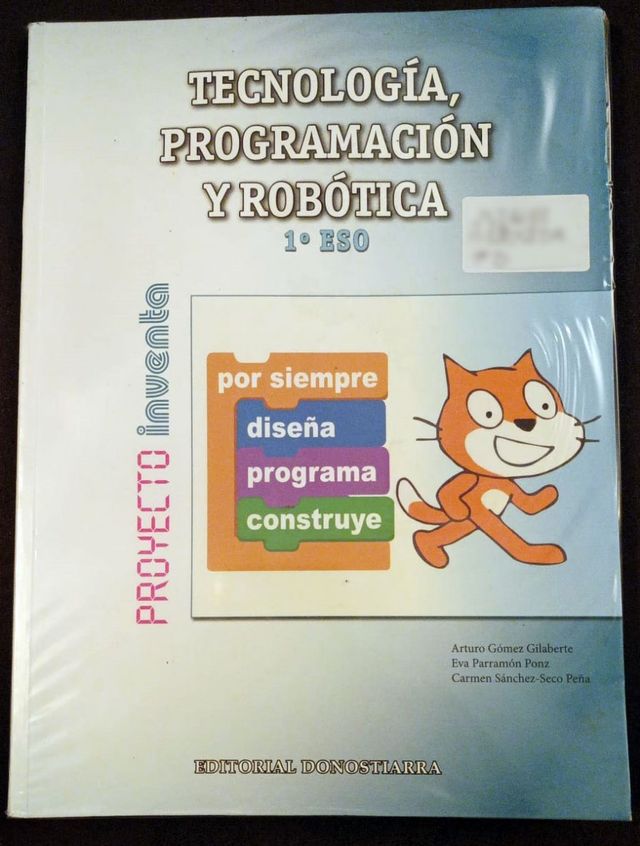 TECNOLOGÍA,
PROGRAMACIÓN
Y ROBÓTICA
1º ESO
PROYECTO inventa
por siempre
diseña
programa
construye
Arturo Gómez Gilaberte
Eva Parramón Ponz
Carmen Sánchez-Seco Peña
EDITORIAL DONOSTIARRA